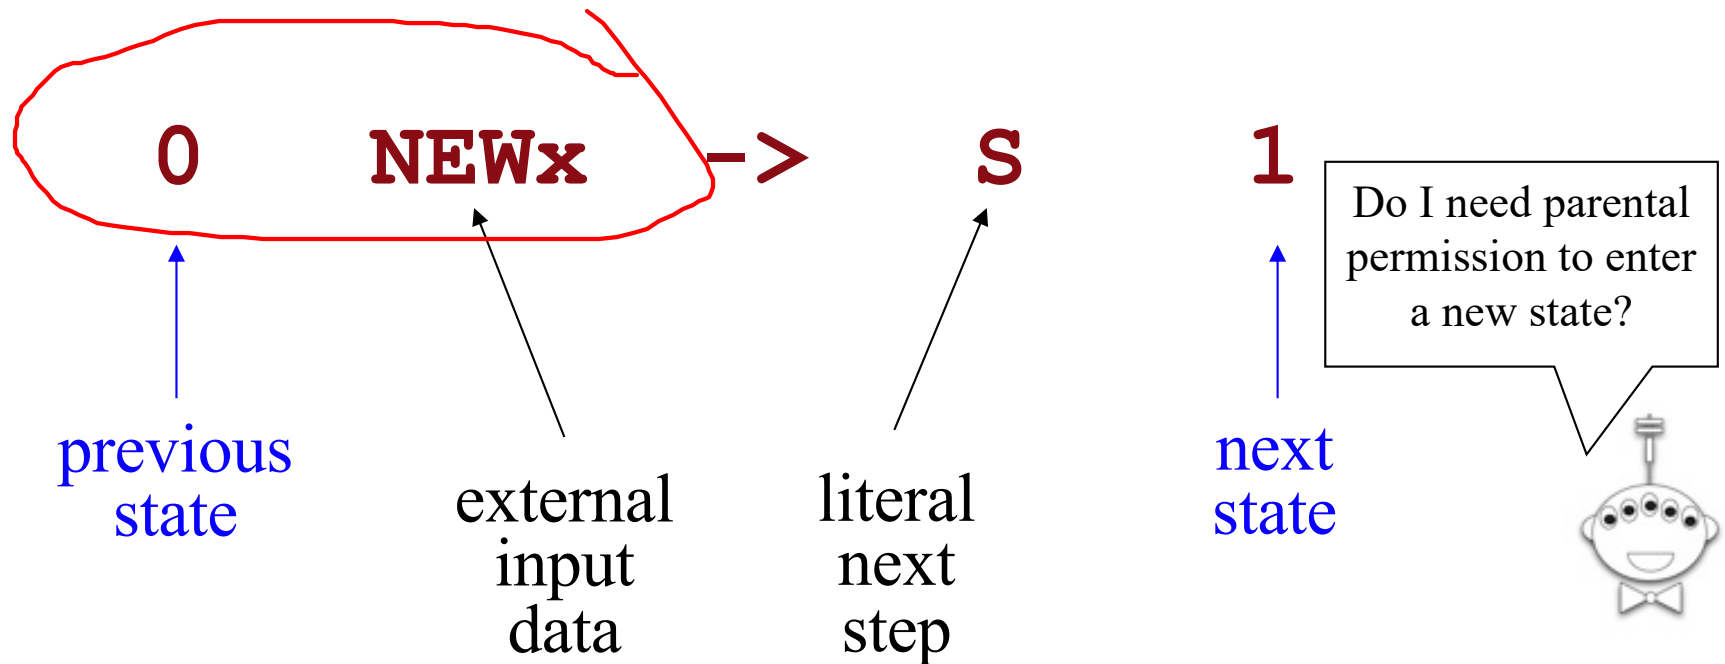 0 NEWx -> S 1
Do I need parental
permission to enter
a new state?
previous
state
external
input
data
literal
next
step
next
state